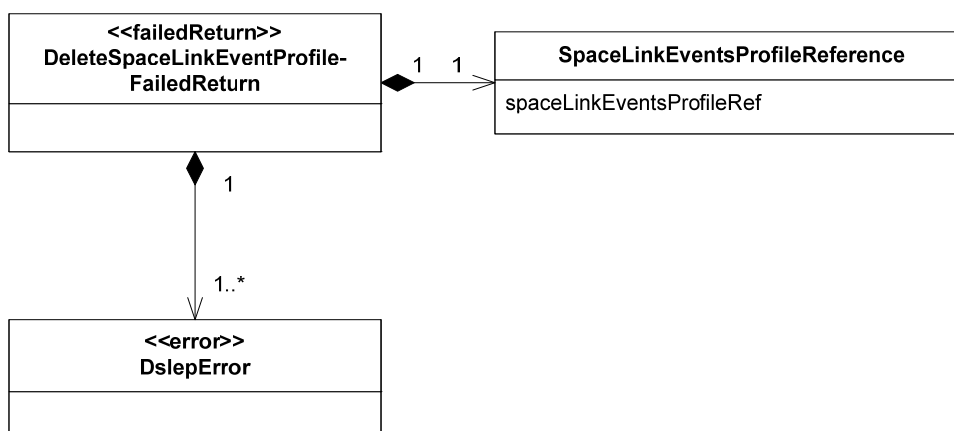 <<failedReturn>>
DeleteSpaceLinkEventProfile-
FailedReturn
1
1
SpaceLinkEventsProfileReference
spaceLinkEventsProfileRef
1
1..*
<<error>>
DslepError